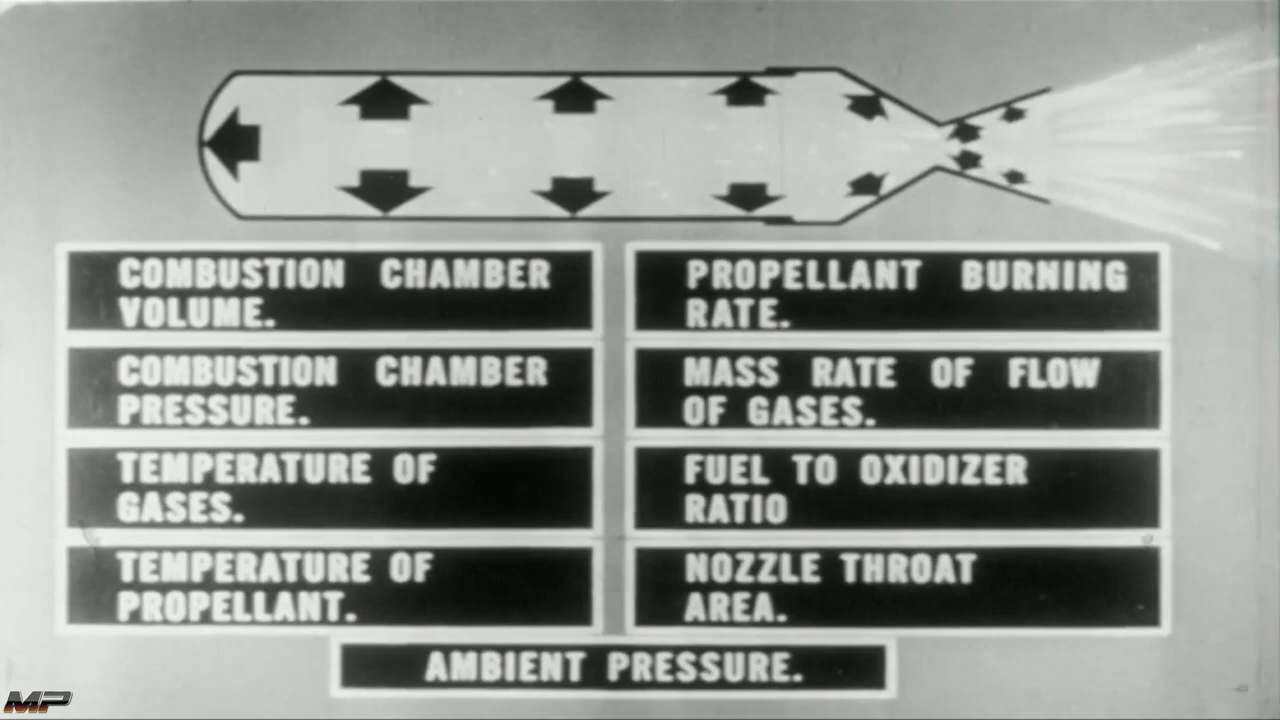 COMBUSTION CHAMBER
VOLUME.
COMBUSTION CHAMBER
PRESSURE.
TEMPERATURE OF
GASES.
TEMPERATURE OF
PROPELLANT.
PROPELLANT BURNING
RATE.
MASS RATE OF FLOW
OF GASES.
FUEL TO OXIDIZER
RATIO
NOZZLE THROAT
AREA.
AMBIENT PRESSURE.
MP